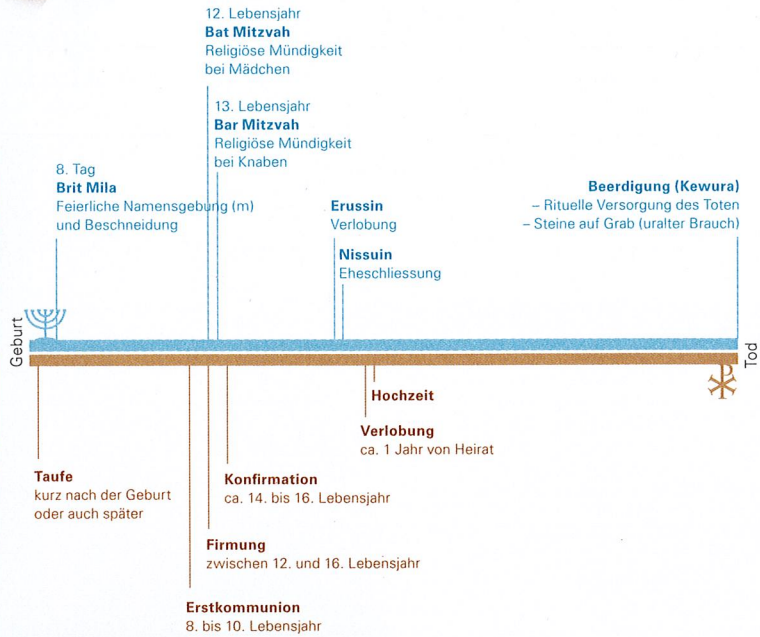 12. Lebensjahr
Bat Mitzvah
Religiöse Mündigkeit
bei Mädchen
13. Lebensjahr
Bar Mitzvah
Religiöse Mündigkeit
bei Knaben
8. Tag
Brit Mila
Feierliche Namensgebung (m)
und Beschneidung
Erussin
Verlobung
Nissuin
Eheschliessung
Beerdigung (Kewura)
– Rituelle Versorgung des Toten
– Steine auf Grab (uralter Brauch)
Geburt
Tod
Hochzeit
Verlobung
ca. 1 Jahr von Heirat
Taufe
kurz nach der Geburt
oder auch später
Konfirmation
ca. 14. bis 16. Lebensjahr
Firmung
zwischen 12. und 16. Lebensjahr
Erstkommunion
8. bis 10. Lebensjahr